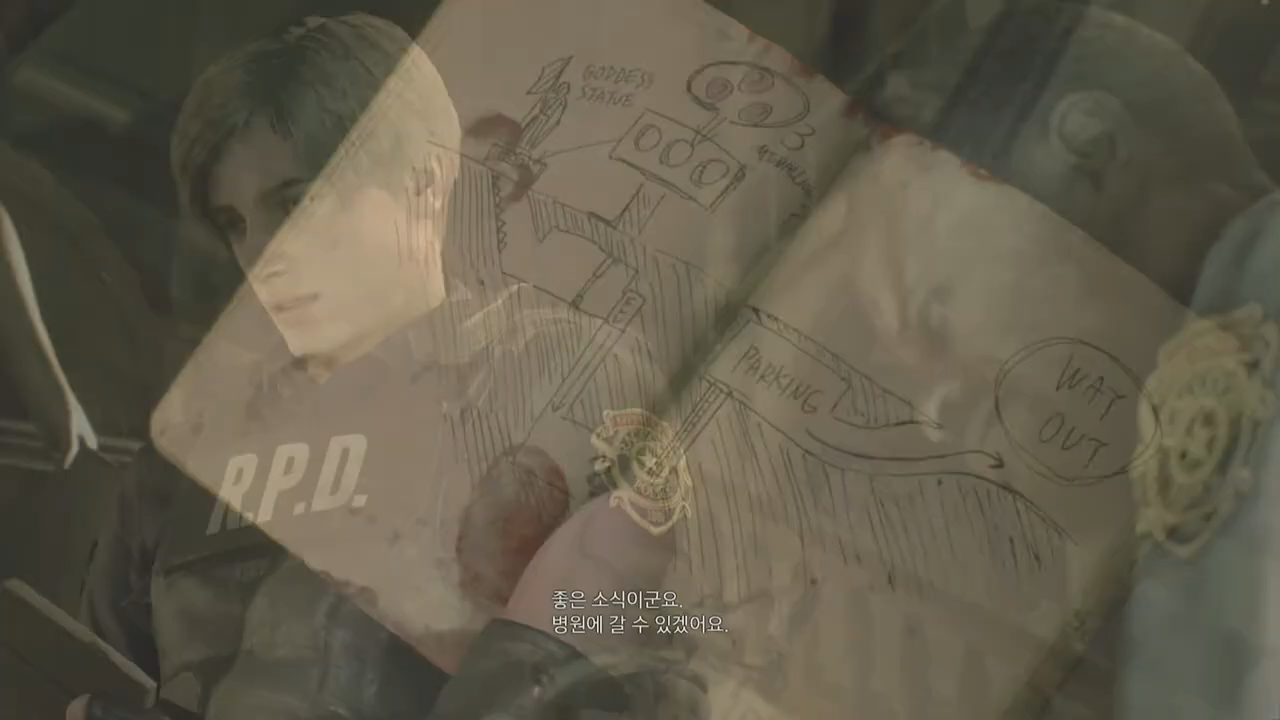 GODDESS
STATUE
3
MEDALLIONS
PARKING
WAY
OUT
R.P.D.
좋은 소식이군요.
병원에 갈 수 있겠어요.